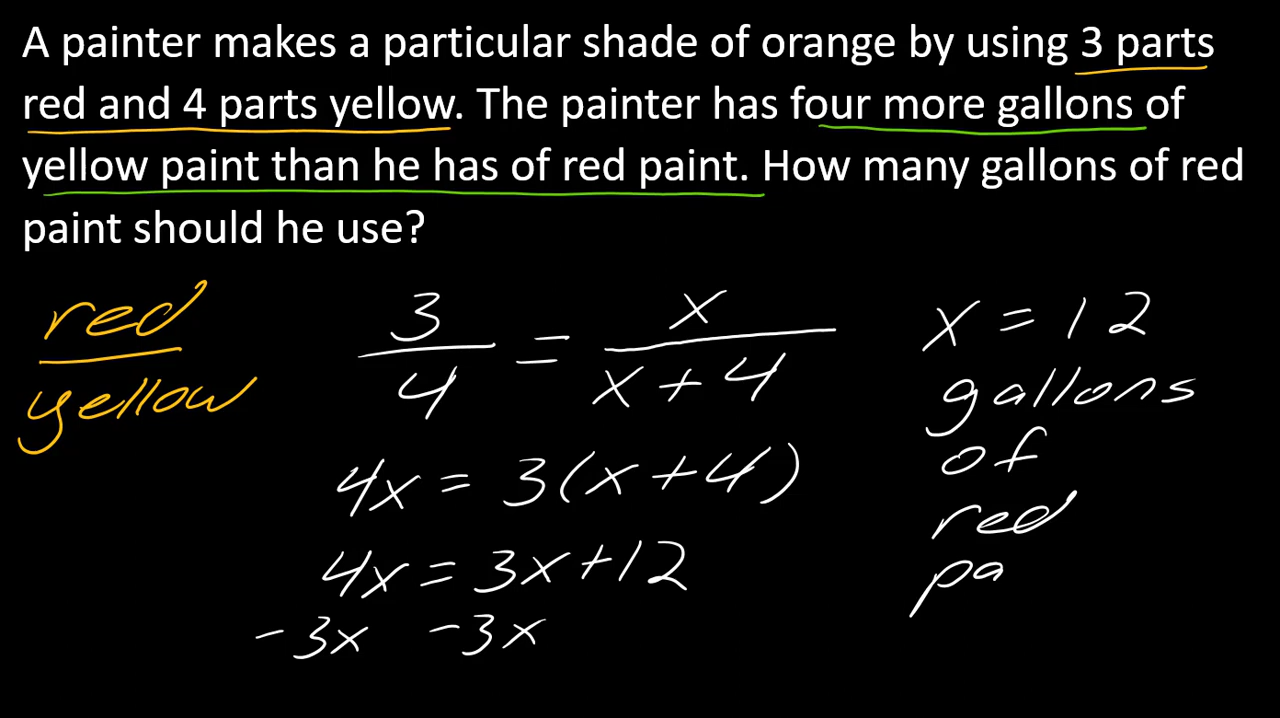 A painter makes a particular shade of orange by using 3 parts
red and 4 parts yellow. The painter has four more gallons of
yellow paint than he has of red paint. How many gallons of red
paint should he use?
red
yellow
3
4
=
x
x + 4
4x = 3(x + 4)
4x = 3x + 12
-3x -3x
x = 12
gallons
of
red
pa